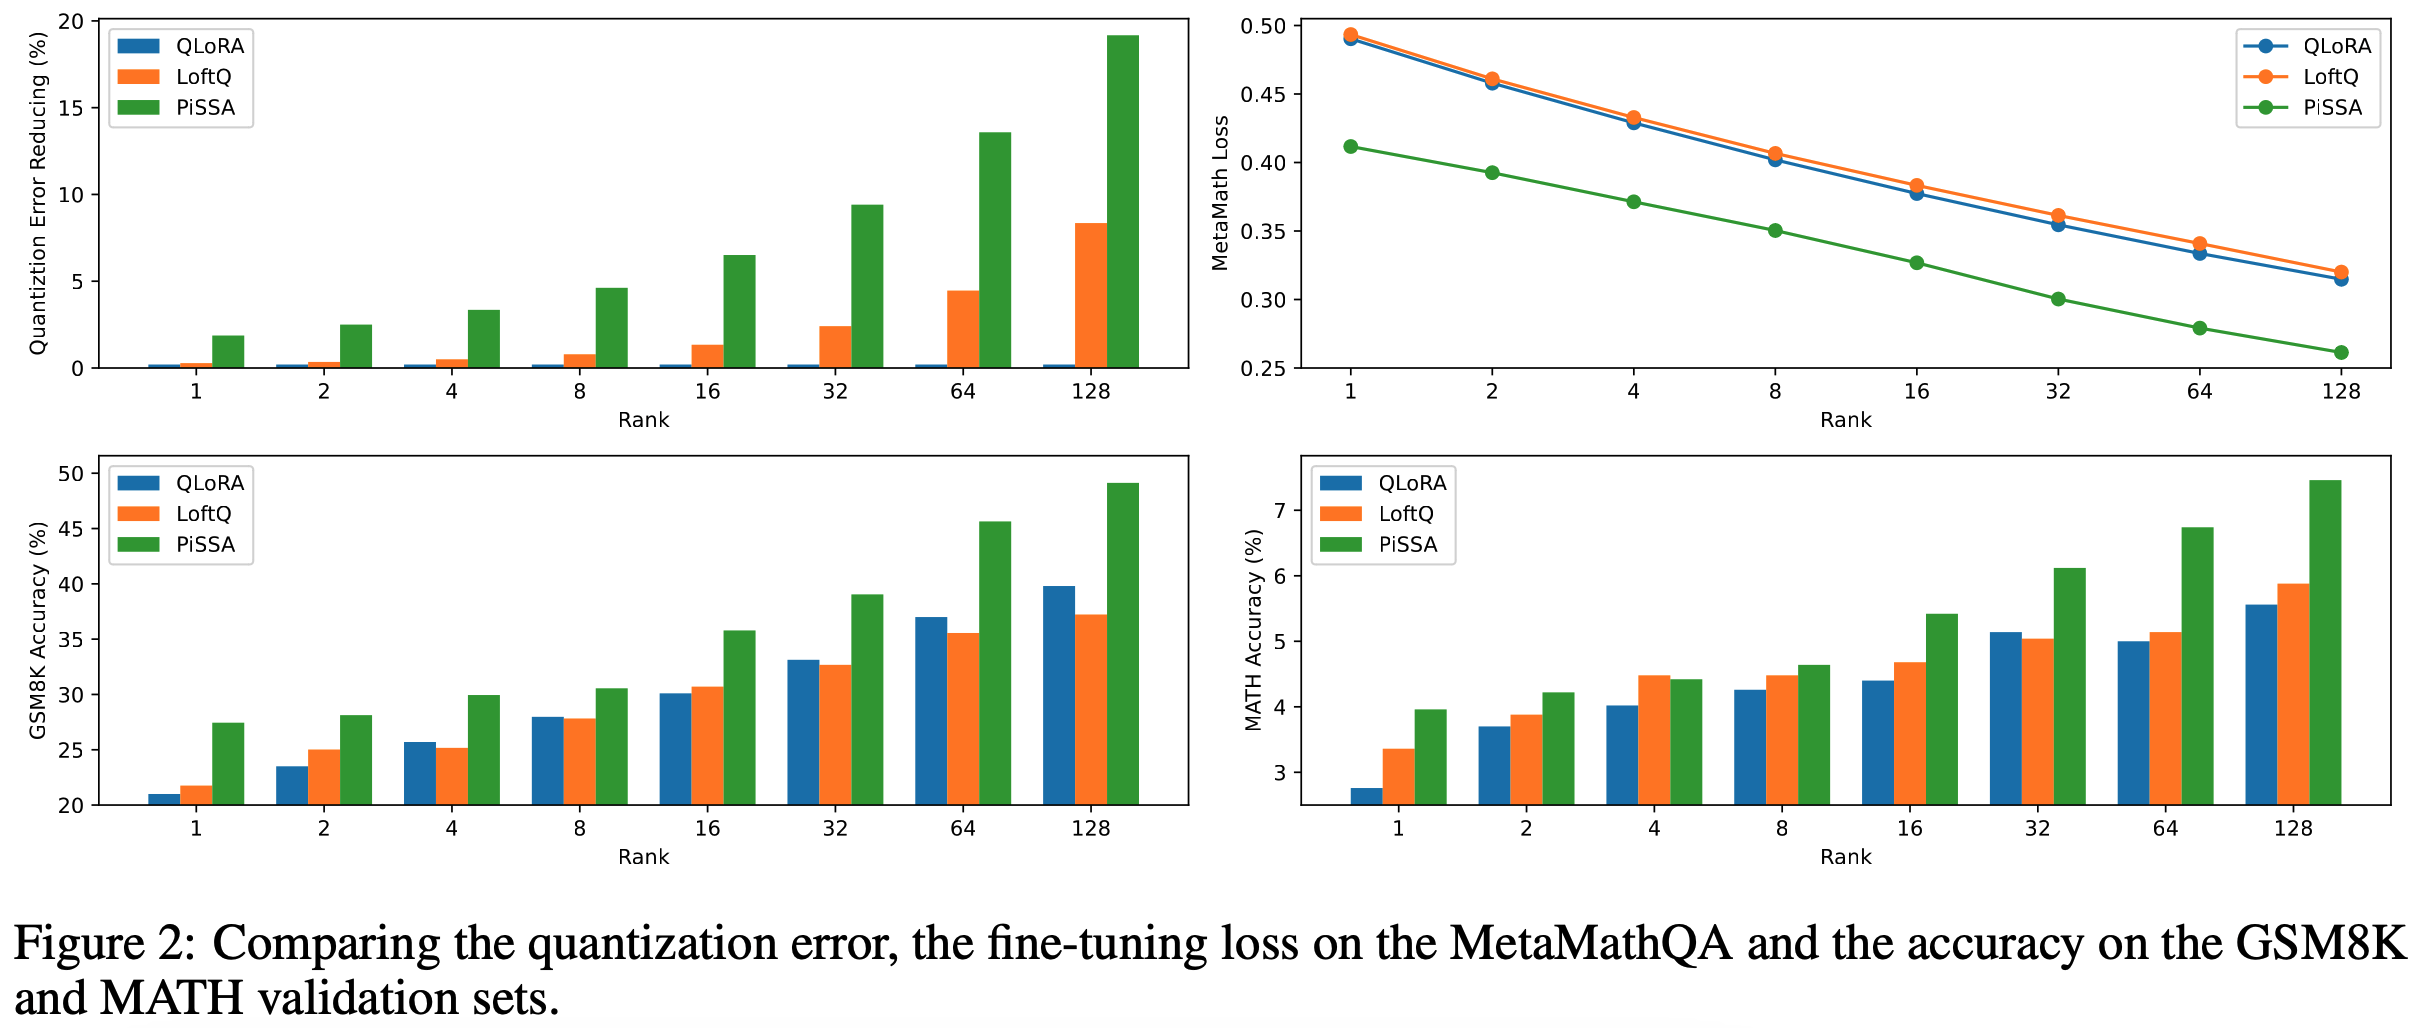 20
15
10
5
0
Quantiztion Error Reducing (%)
QLoRA
LoftQ
PiSSA
1 2 4 8 16 32 64 128
Rank
0.50
0.45
0.40
0.35
0.30
0.25
MetaMath Loss
QLoRA
LoftQ
PiSSA
1 2 4 8 16 32 64 128
Rank
50
45
40
35
30
25
20
GSM8K Accuracy (%)
QLoRA
LoftQ
PiSSA
1 2 4 8 16 32 64 128
Rank
7
6
5
4
3
MATH Accuracy (%)
QLoRA
LoftQ
PiSSA
1 2 4 8 16 32 64 128
Rank
Figure 2: Comparing the quantization error, the fine-tuning loss on the MetaMathQA and the accuracy on the GSM8K
and MATH validation sets.